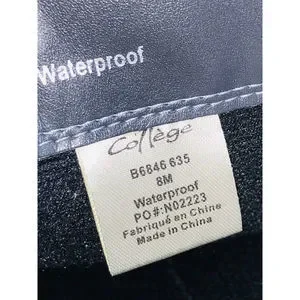 Waterproof
Collège
B6846 635
8M
Waterproof
PO#:N02223
Fabriqué en Chine
Made in China